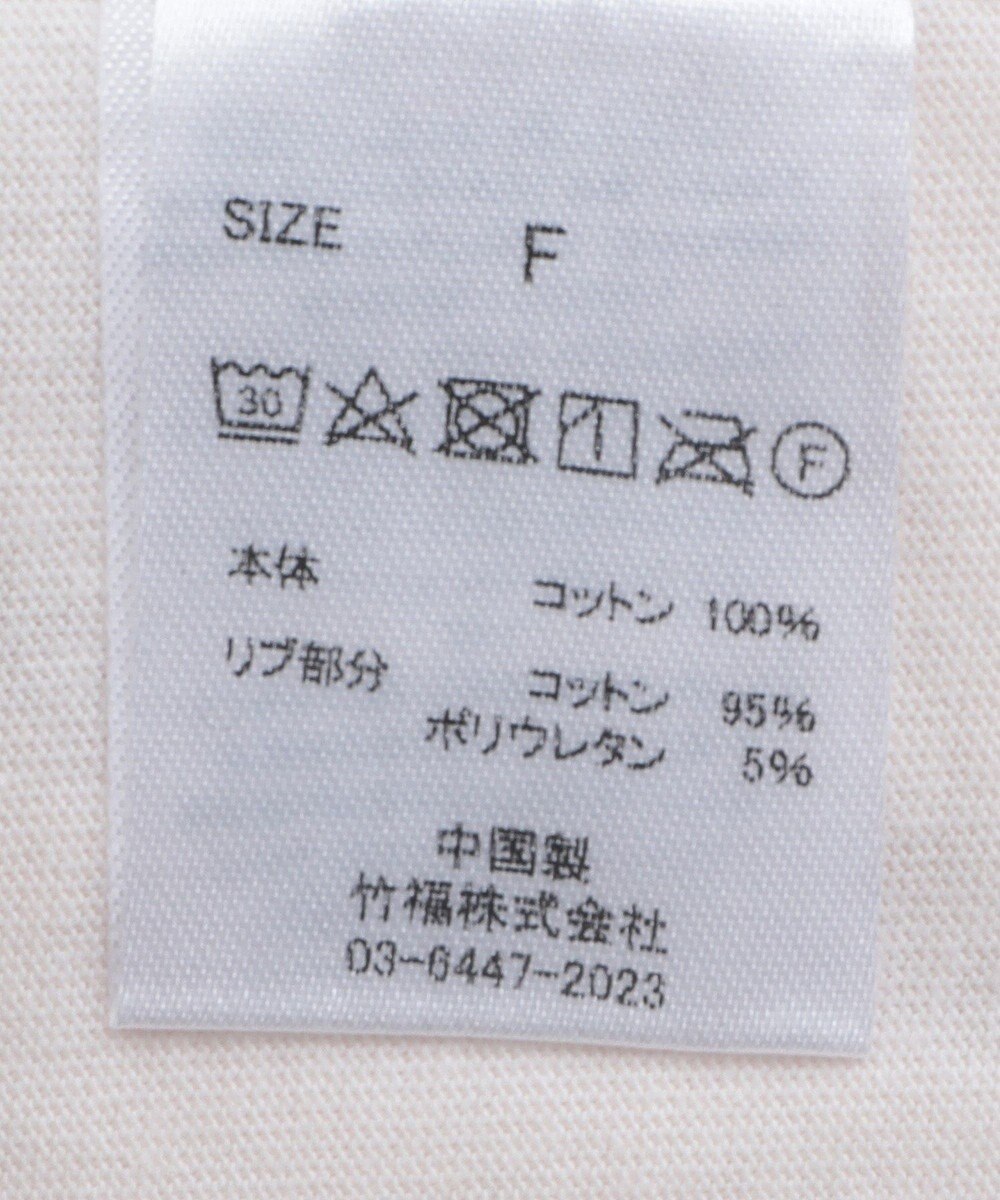 SIZE F
30 F
本体 コットン 100%
リブ部分 コットン 95%
ポリウレタン 5%
中国製
竹福株式会社
03-6447-2023